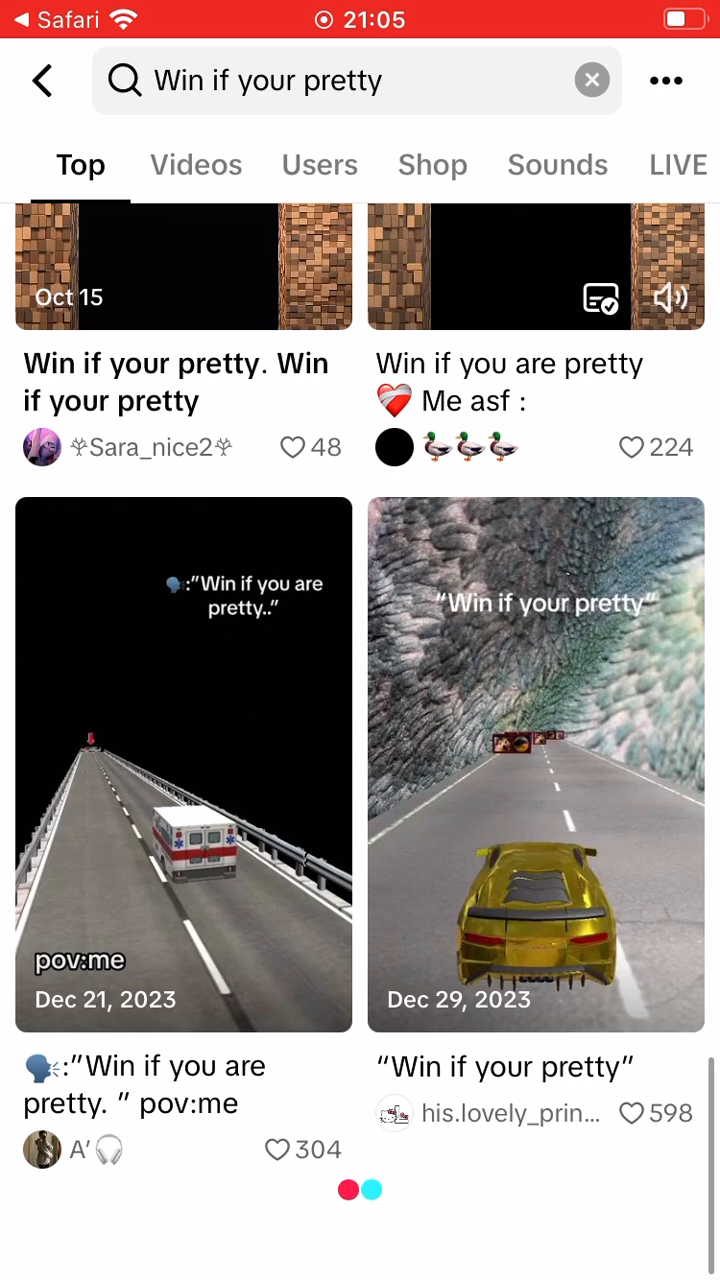 Safari
21:05
Win if your pretty
Top Videos Users Shop Sounds LIVE
Oct 15
Win if your pretty. Win
if your pretty
Sara_nice2
48
Win if you are pretty
❤️‍🩹 Me asf :
🦆🦆🦆
224
🗣️:"Win if you are
pretty.."
pov:me
Dec 21, 2023
"Win if your pretty"
Dec 29, 2023
🗣️:"Win if you are
pretty. " pov:me
A’🎧
304
“Win if your pretty”
his.lovely_prin...
598